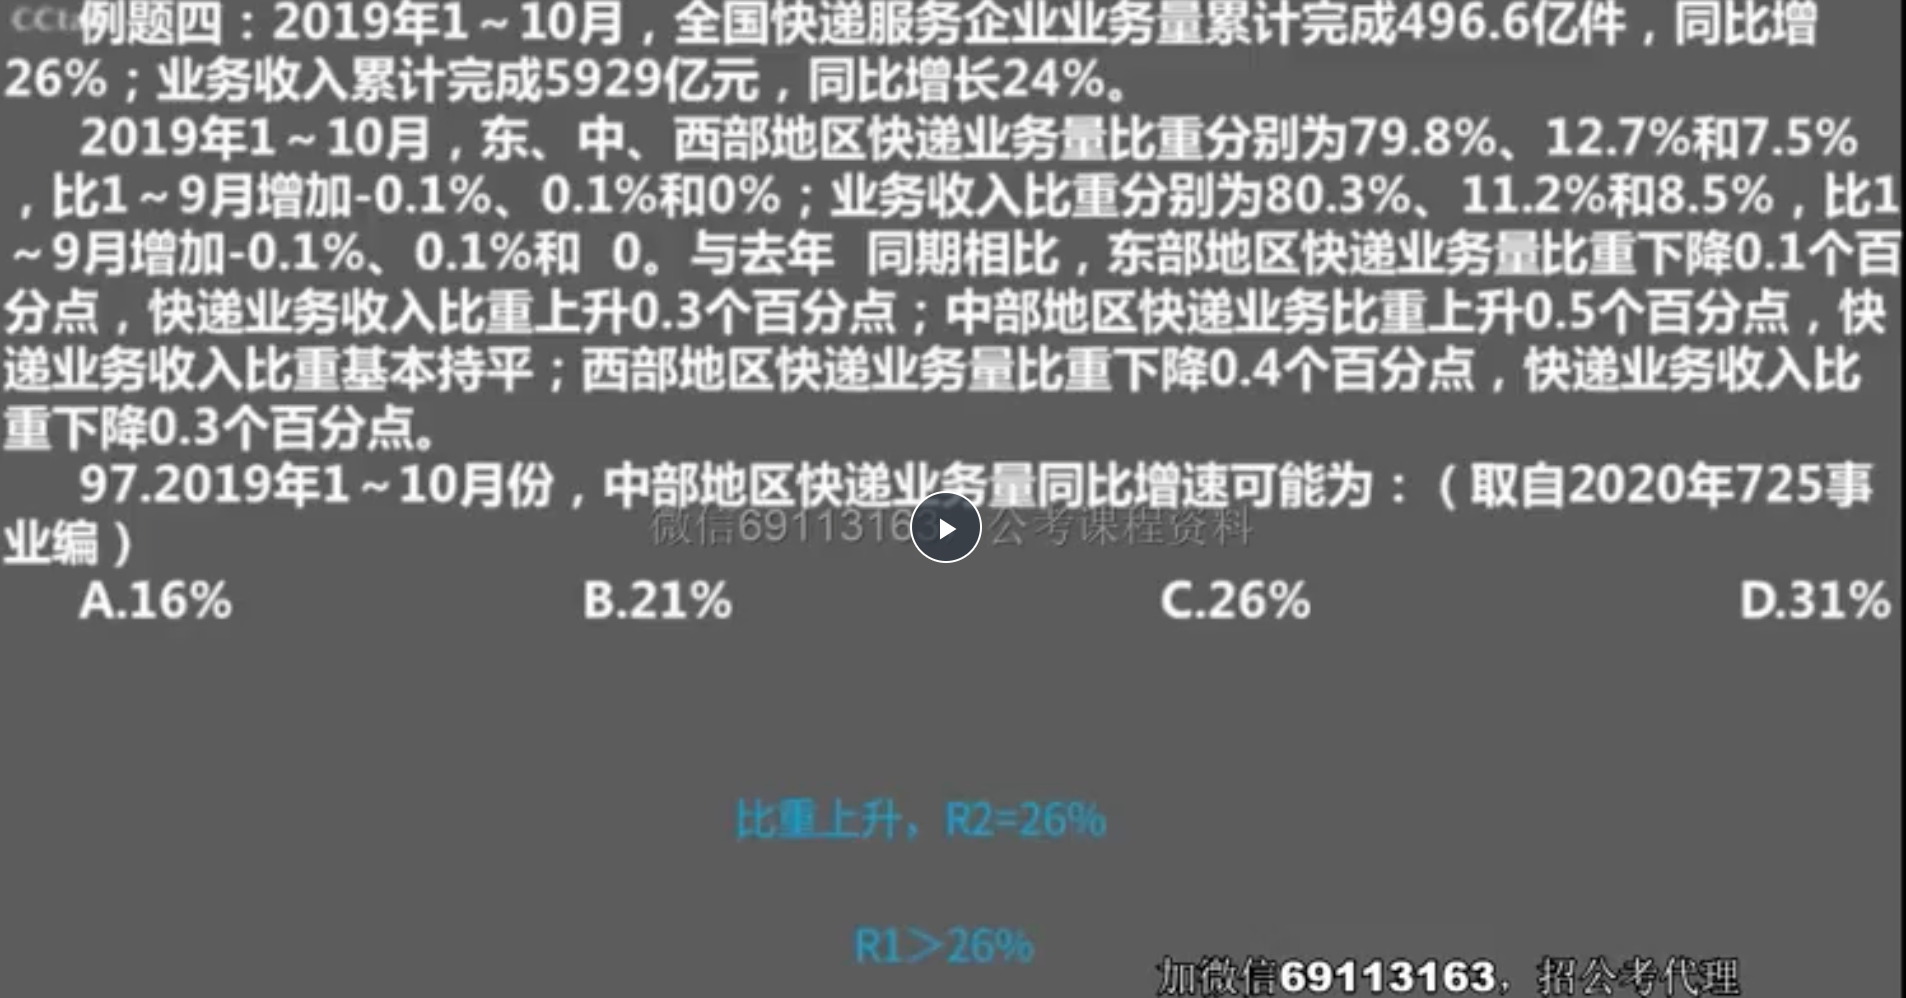 例题四：2019年1～10月，全国快递服务企业业务量累计完成496.6亿件，同比增
26%；业务收入累计完成5929亿元，同比增长24%。
2019年1～10月，东、中、西部地区快递业务量比重分别为79.8%、12.7%和7.5%
，比1～9月增加-0.1%、0.1%和0%；业务收入比重分别为80.3%、11.2%和8.5%，比1
～9月增加-0.1%、0.1%和 0。与去年 同期相比，东部地区快递业务量比重下降0.1个百
分点，快递业务收入比重上升0.3个百分点；中部地区快递业务比重上升0.5个百分点，快
递业务收入比重基本持平；西部地区快递业务量比重下降0.4个百分点，快递业务收入比
重下降0.3个百分点。
97.2019年1～10月份，中部地区快递业务量同比增速可能为：（取自2020年725事
业编）
微信69113163 公考课程资料
A.16% B.21% C.26% D.31%
比重上升，R2=26%
R1＞26%
加微信69113163，招公考代理